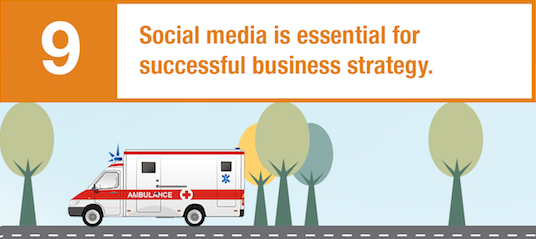 9
Social media is essential for
successful business strategy.
AMBULANCE